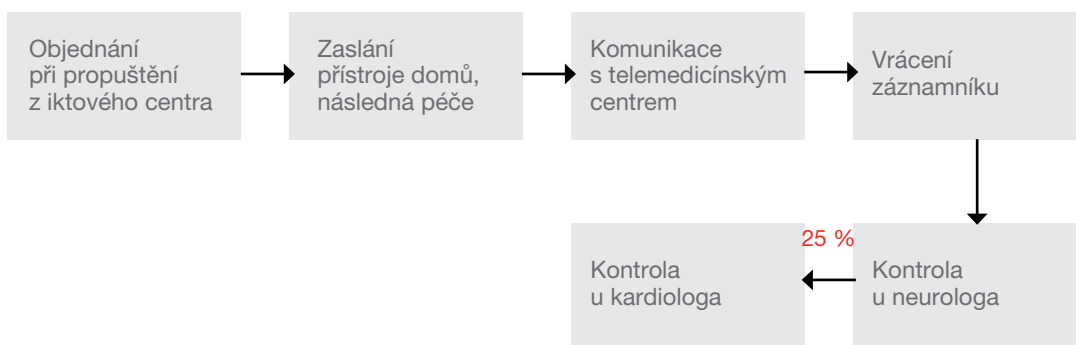 Objednání
při propuštění
z iktového centra
Zaslání
přístroje domů,
následná péče
Komunikace
s telemedicínským
centrem
Vrácení
záznamníku
Kontrola
u neurologa
25 %
Kontrola
u kardiologa